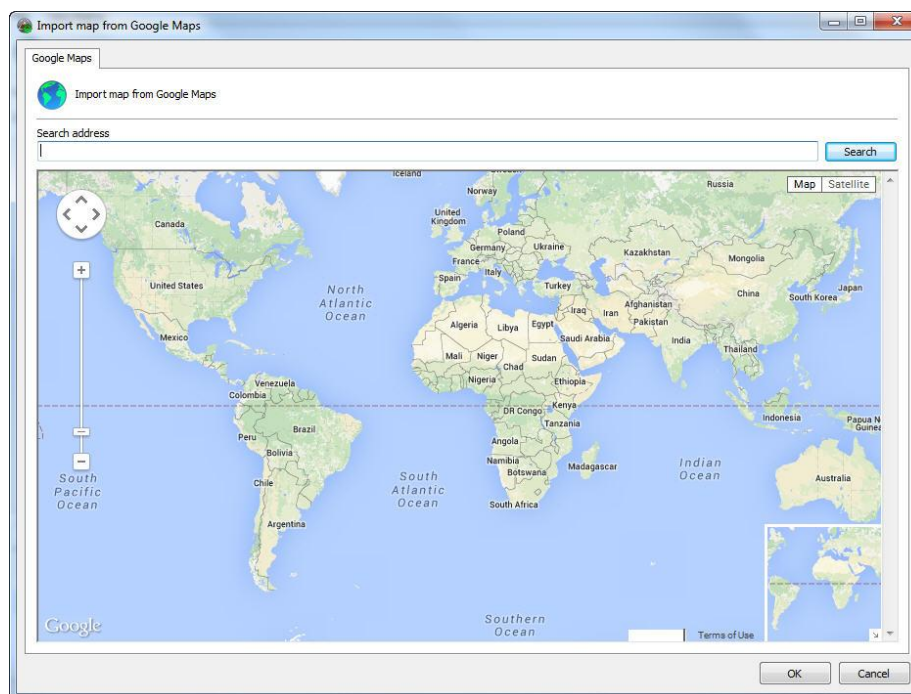 Import map from Google Maps
Google Maps
Import map from Google Maps
Search address
Search
Iceland
Norway
Russia
Map Satellite
Canada
United
Kingdom
Poland
Germany
Ukraine
Kazakhstan
Mongolia
France
Italy
Spain
Turkey
United States
North
Atlantic
Ocean
China
South Korea
Japan
Afghanistan
Iraq
Iran
Pakistan
Algeria
Libya
Egypt
Saudi Arabia
Mexico
India
Thailand
Mali
Niger
Chad
Sudan
Nigeria
Ethiopia
Venezuela
Colombia
DR Congo
Kenya
Tanzania
Indonesia
Papua N
Guinea
Brazil
Peru
Bolivia
Angola
Namibia
Botswana
Madagascar
Indian
Ocean
South
Pacific
Ocean
Chile
South
Atlantic
Ocean
Australia
South Africa
Argentina
Southern
Ocean
Google
Terms of Use
OK
Cancel